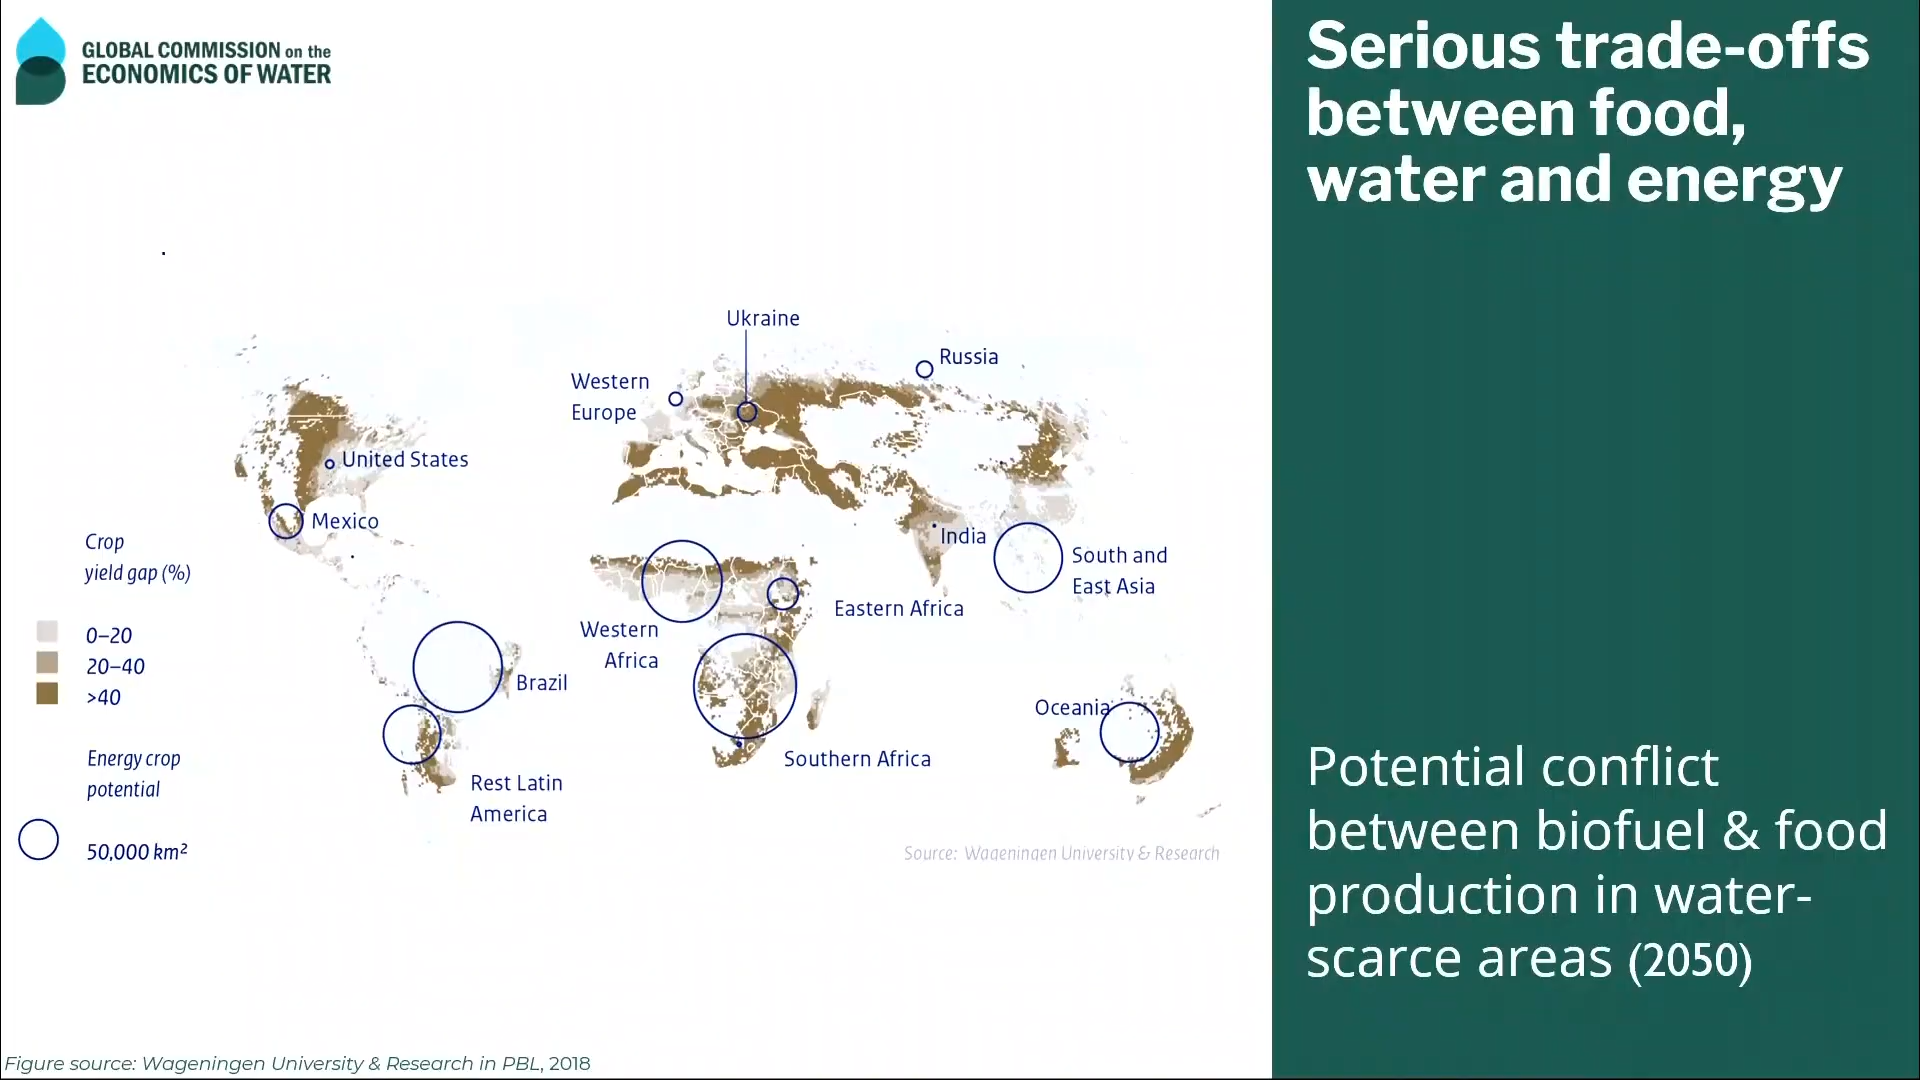 GLOBAL COMMISSION on the
ECONOMICS OF WATER
Serious trade-offs
between food,
water and energy
Ukraine
Russia
Western
Europe
United States
Mexico
India
South and
East Asia
Eastern Africa
Western
Africa
Brazil
Oceania
Southern Africa
Rest Latin
America
Crop
yield gap (%)
0–20
20–40
>40
Energy crop
potential
50,000 km²
Source: Wageningen University & Research
Potential conflict
between biofuel & food
production in water-
scarce areas (2050)
Figure source: Wageningen University & Research in PBL, 2018